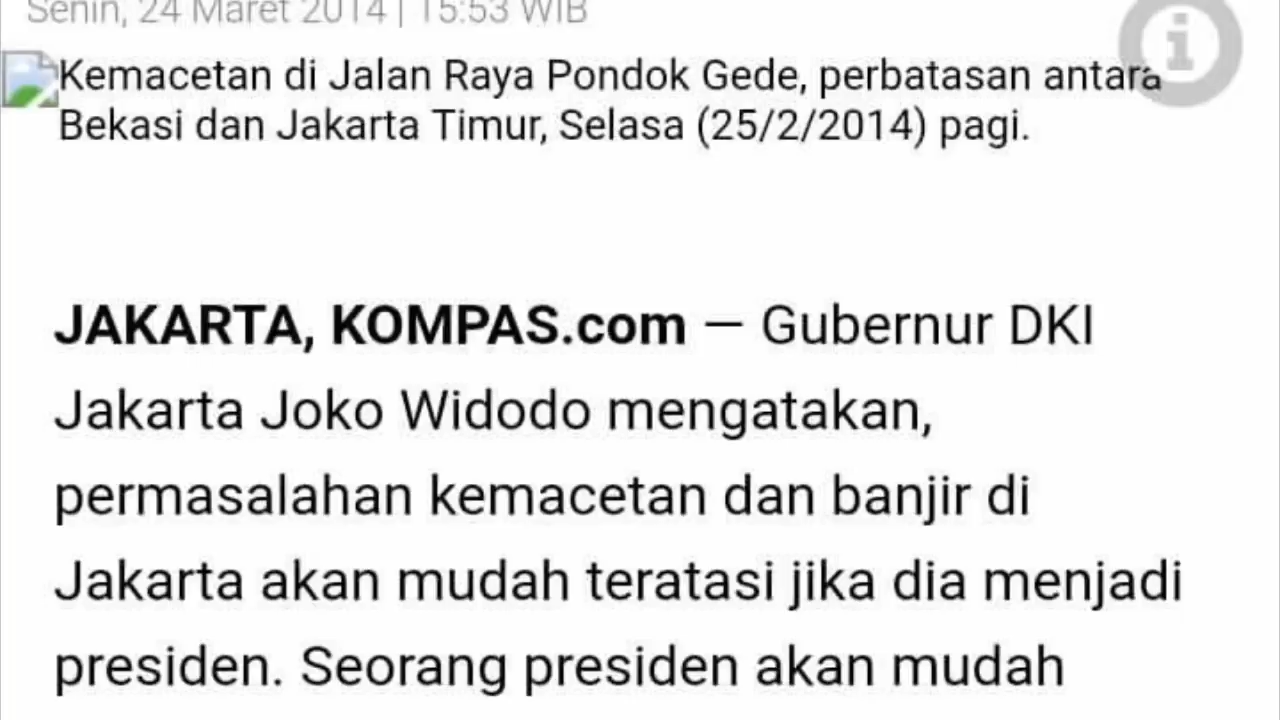 Senin, 24 Maret 2014 | 15:53 WIB
Kemacetan di Jalan Raya Pondok Gede, perbatasan antara
Bekasi dan Jakarta Timur, Selasa (25/2/2014) pagi.
JAKARTA, KOMPAS.com — Gubernur DKI
Jakarta Joko Widodo mengatakan,
permasalahan kemacetan dan banjir di
Jakarta akan mudah teratasi jika dia menjadi
presiden. Seorang presiden akan mudah